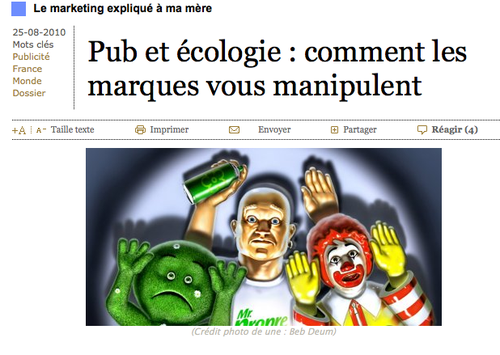 Le marketing expliqué à ma mère
25-08-2010
Mots clés
Publicité
France
Monde
Dossier
Pub et écologie : comment les
marques vous manipulent
+A | A- Taille texte
Imprimer
Envoyer
Partager
Réagir (4)
Mr.
propre
(Crédit photo de une : Beb Deum)